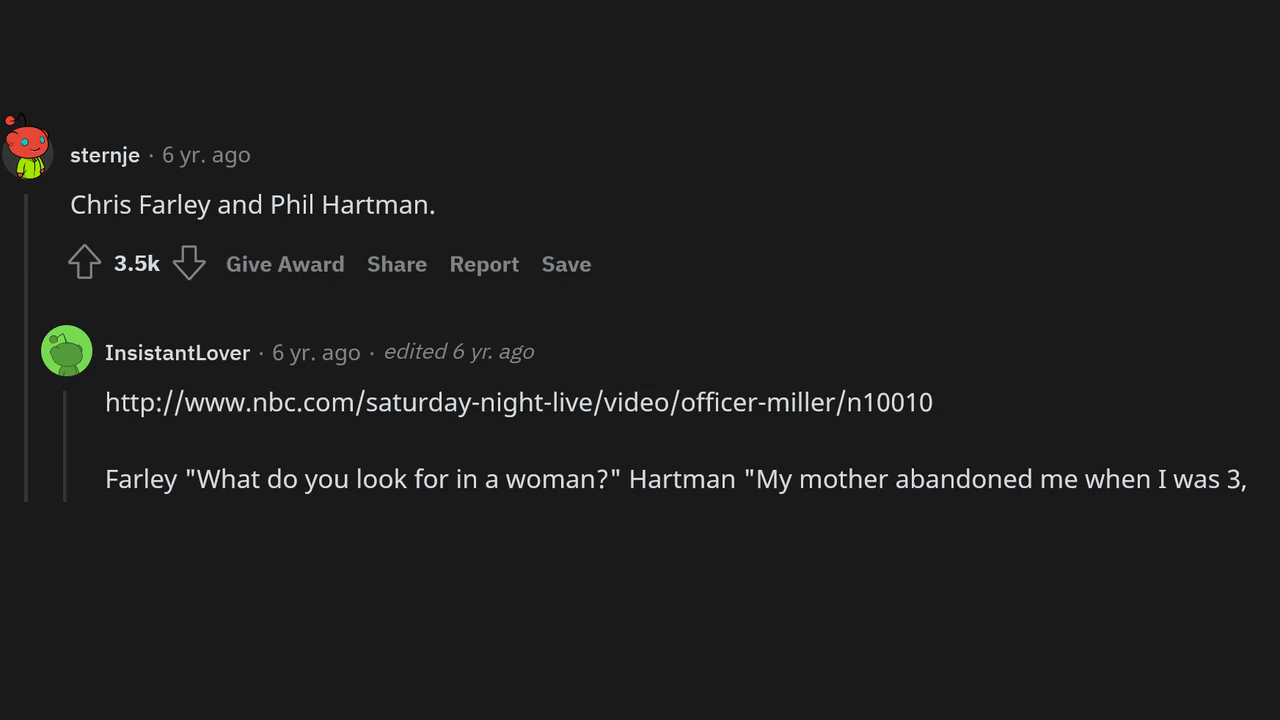 sternje · 6 yr. ago
Chris Farley and Phil Hartman.
3.5k Give Award Share Report Save
InsistantLover · 6 yr. ago · edited 6 yr. ago
http://www.nbc.com/saturday-night-live/video/officer-miller/n10010
Farley "What do you look for in a woman?" Hartman "My mother abandoned me when I was 3,